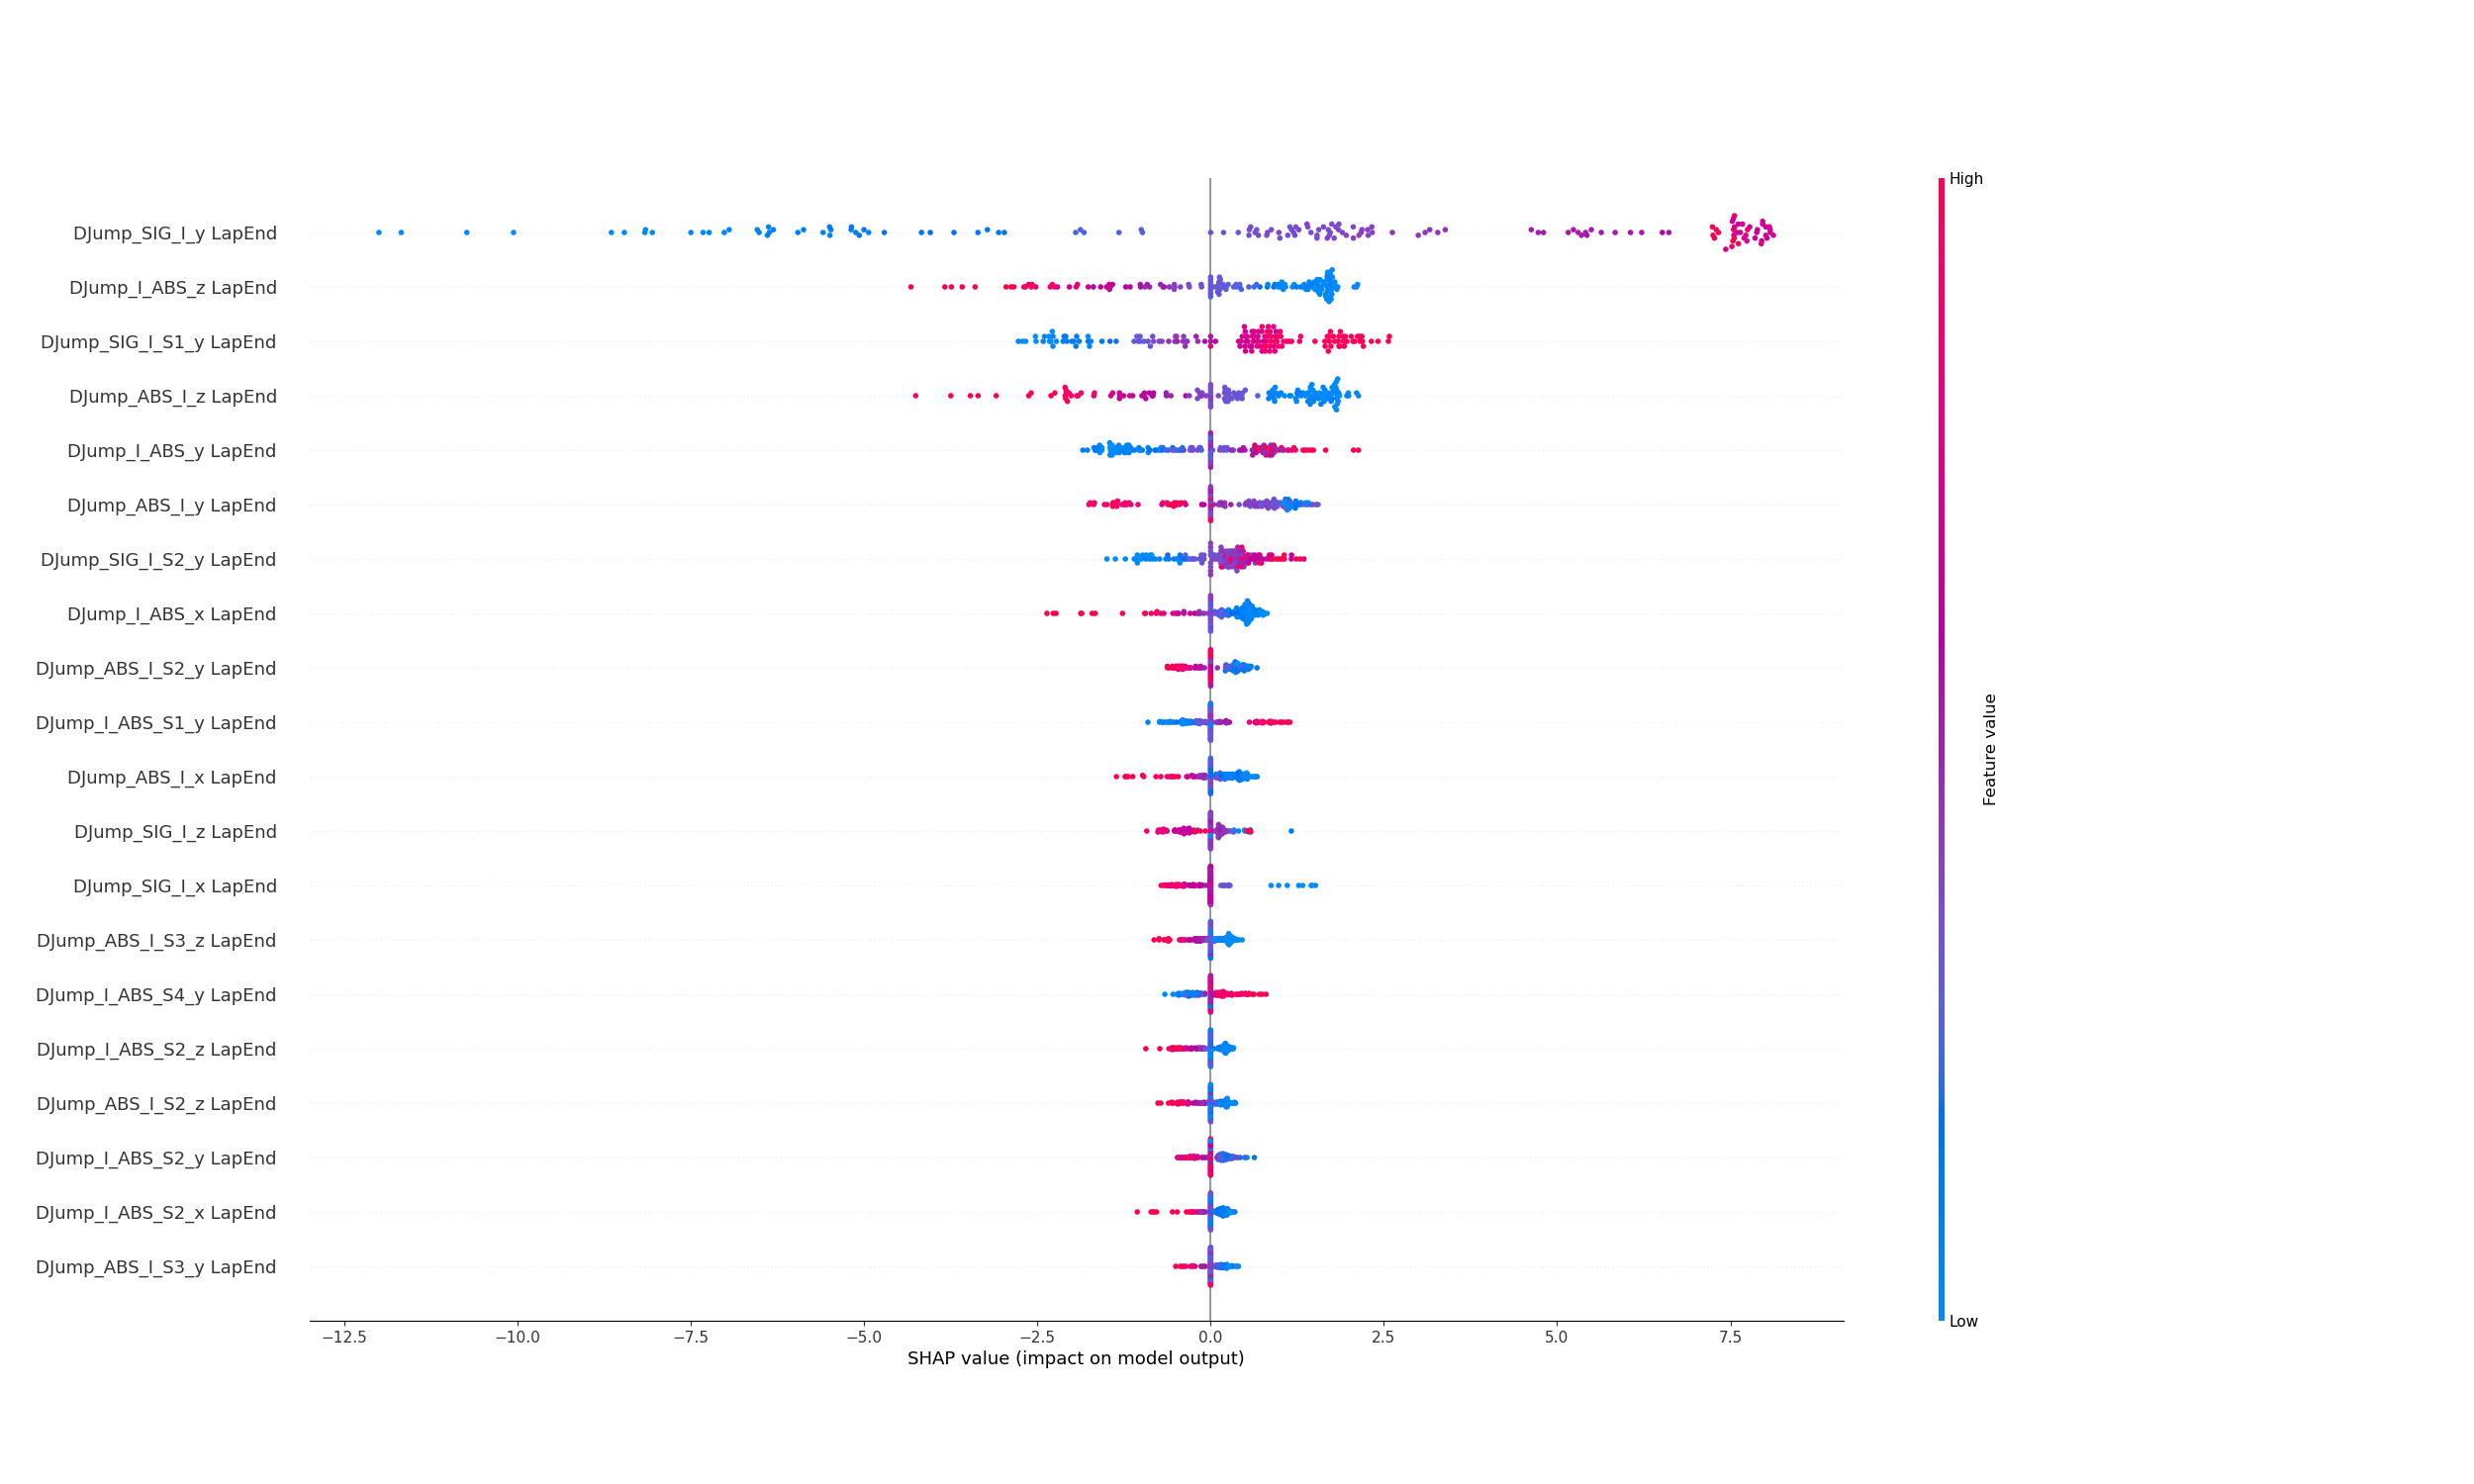 High
DJump_SIG_I_y LapEnd
DJump_I_ABS_z LapEnd
DJump_SIG_I_S1_y LapEnd
DJump_ABS_I_z LapEnd
DJump_I_ABS_y LapEnd
DJump_ABS_I_y LapEnd
DJump_SIG_I_S2_y LapEnd
DJump_I_ABS_x LapEnd
DJump_ABS_I_S2_y LapEnd
DJump_I_ABS_S1_y LapEnd
DJump_ABS_I_x LapEnd
DJump_SIG_I_z LapEnd
DJump_SIG_I_x LapEnd
DJump_ABS_I_S3_z LapEnd
DJump_I_ABS_S4_y LapEnd
DJump_I_ABS_S2_z LapEnd
DJump_ABS_I_S2_z LapEnd
DJump_I_ABS_S2_y LapEnd
DJump_I_ABS_S2_x LapEnd
DJump_ABS_I_S3_y LapEnd
Feature value
Low
−12.5 −10.0 −7.5 −5.0 −2.5 0.0 2.5 5.0 7.5
SHAP value (impact on model output)